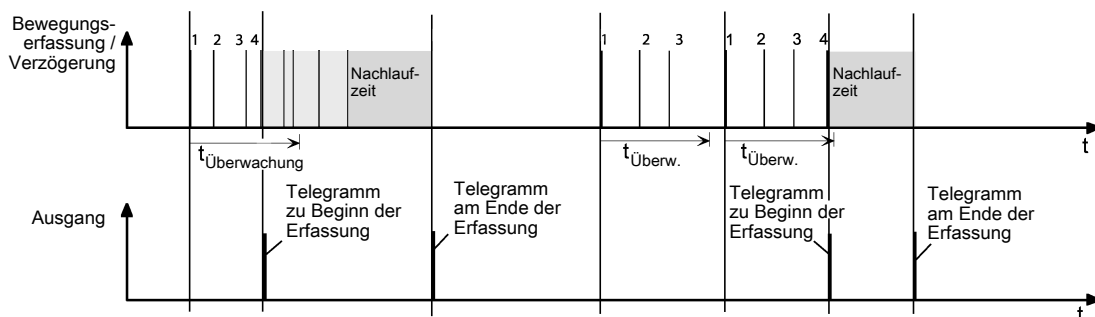 Bewegungs-
erfassung /
Verzögerung
1 2 3 4
Nachlauf-
zeit
1 2 3
1 2 3 4
Nachlauf-
zeit
t
tÜberwachung
tÜberw.
tÜberw.
Ausgang
Telegramm
zu Beginn der
Erfassung
Telegramm
am Ende der
Erfassung
Telegramm
zu Beginn der
Erfassung
Telegramm
am Ende der
Erfassung
t